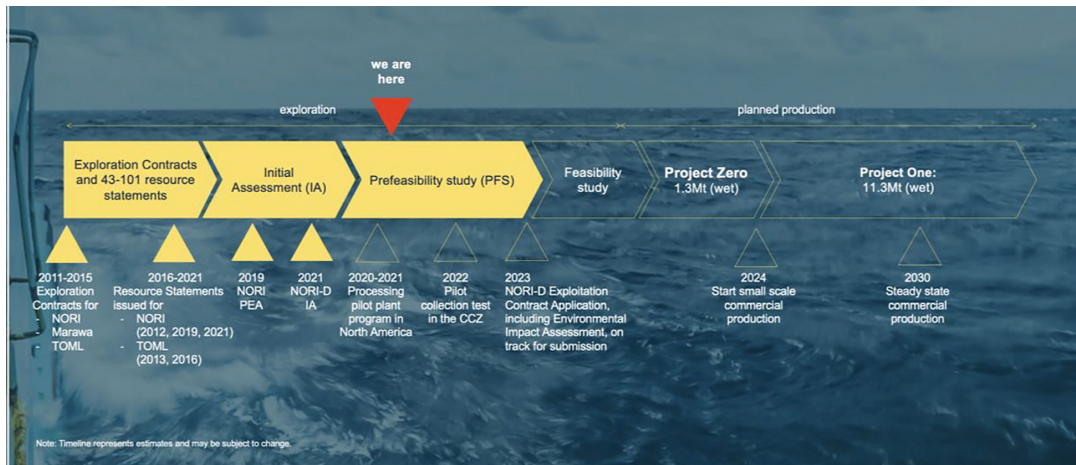 we are
here
exploration
planned production
Exploration Contracts
and 43-101 resource
statements
Initial
Assessment (IA)
Prefeasibility study (PFS)
Feasibility
study
Project Zero
1.3Mt (wet)
Project One:
11.3Mt (wet)
2011-2015
Exploration
Contracts for
- NORI
Marawa
- TOML
2016-2021
Resource Statements
issued for
- NORI
(2012, 2019, 2021)
- TOML
(2013, 2016)
2019
NORI
PEA
2021
NORI-D
IA
2020-2021
Processing
pilot plant
program in
North America
2022
Pilot
collection test
in the CCZ
2023
NORI-D Exploitation
Contract Application,
including Environmental
Impact Assessment, on
track for submission
2024
Start small scale
commercial
production
2030
Steady state
commercial
production
Note: Timeline represents estimates and may be subject to change.